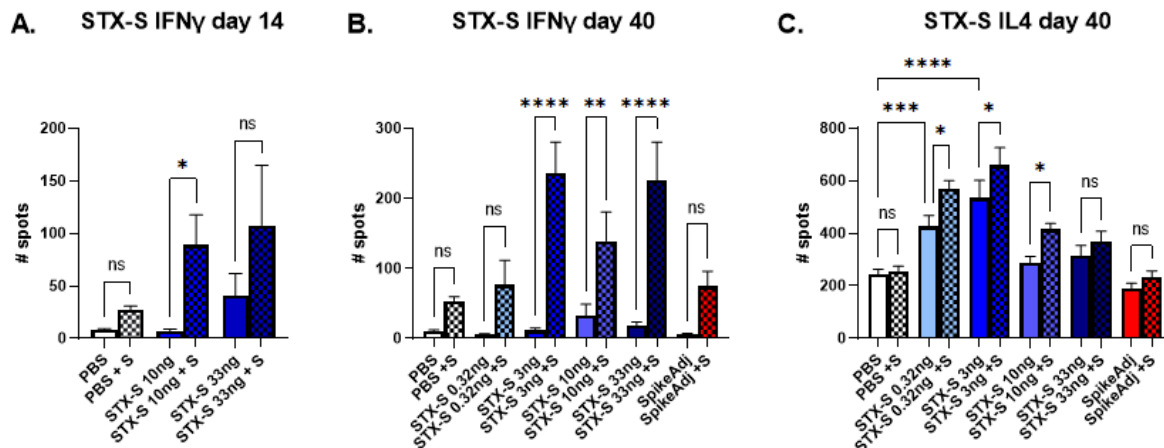 A.
STX-S IFNγ day 14
# spots
200
150
100
50
0
ns
*
ns
PBS
PBS + S
STX-S 10ng
STX-S 10ng + S
STX-S 33ng
STX-S 33ng + S
B.
STX-S IFNγ day 40
# spots
300
200
100
0
ns
ns
****
**
****
ns
PBS
PBS +S
STX-S 0.32ng
STX-S 0.32ng+S
STX-S 3ng
STX-S 3ng +S
STX-S 10ng
STX-S 10ng +S
STX-S 33ng
STX-S 33ng +S
SpikeAdj
SpikeAdj +S
C.
STX-S IL4 day 40
# spots
800
600
400
200
0
****
***
ns
*
*
*
ns
ns
PBS
PBS +S
STX-S 0.32ng
STX-S 0.32ng +S
STX-S 3ng
STX-S 3ng +S
STX-S 10ng
STX-S 10ng +S
STX-S 33ng
STX-S 33ng +S
SpikeAdj
SpikeAdj +S